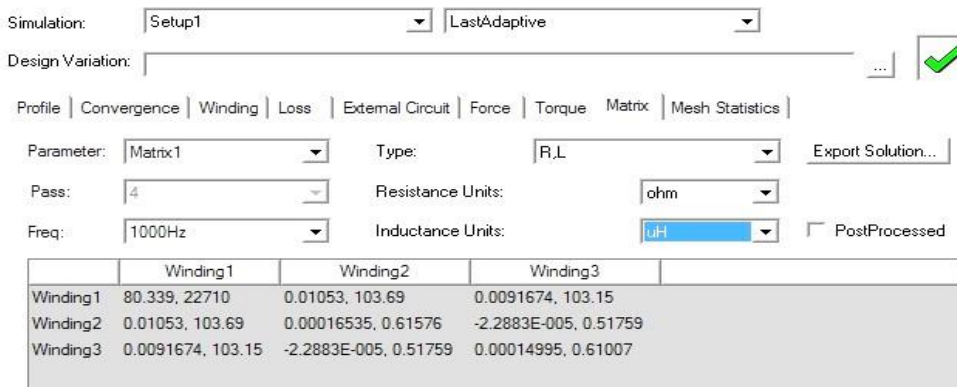 Simulation: Setup1 LastAdaptive
Design Variation: ...
Profile Convergence Winding Loss External Circuit Force Torque Matrix Mesh Statistics
Parameter: Matrix1 Type: R,L Export Solution...
Pass: 4 Resistance Units: ohm
Freq: 1000Hz Inductance Units: uH PostProcessed
Winding1 Winding2 Winding3
Winding1 80.339, 22710 0.01053, 103.69 0.0091674, 103.15
Winding2 0.01053, 103.69 0.00016535, 0.61576 -2.2883E-005, 0.51759
Winding3 0.0091674, 103.15 -2.2883E-005, 0.51759 0.00014995, 0.61007